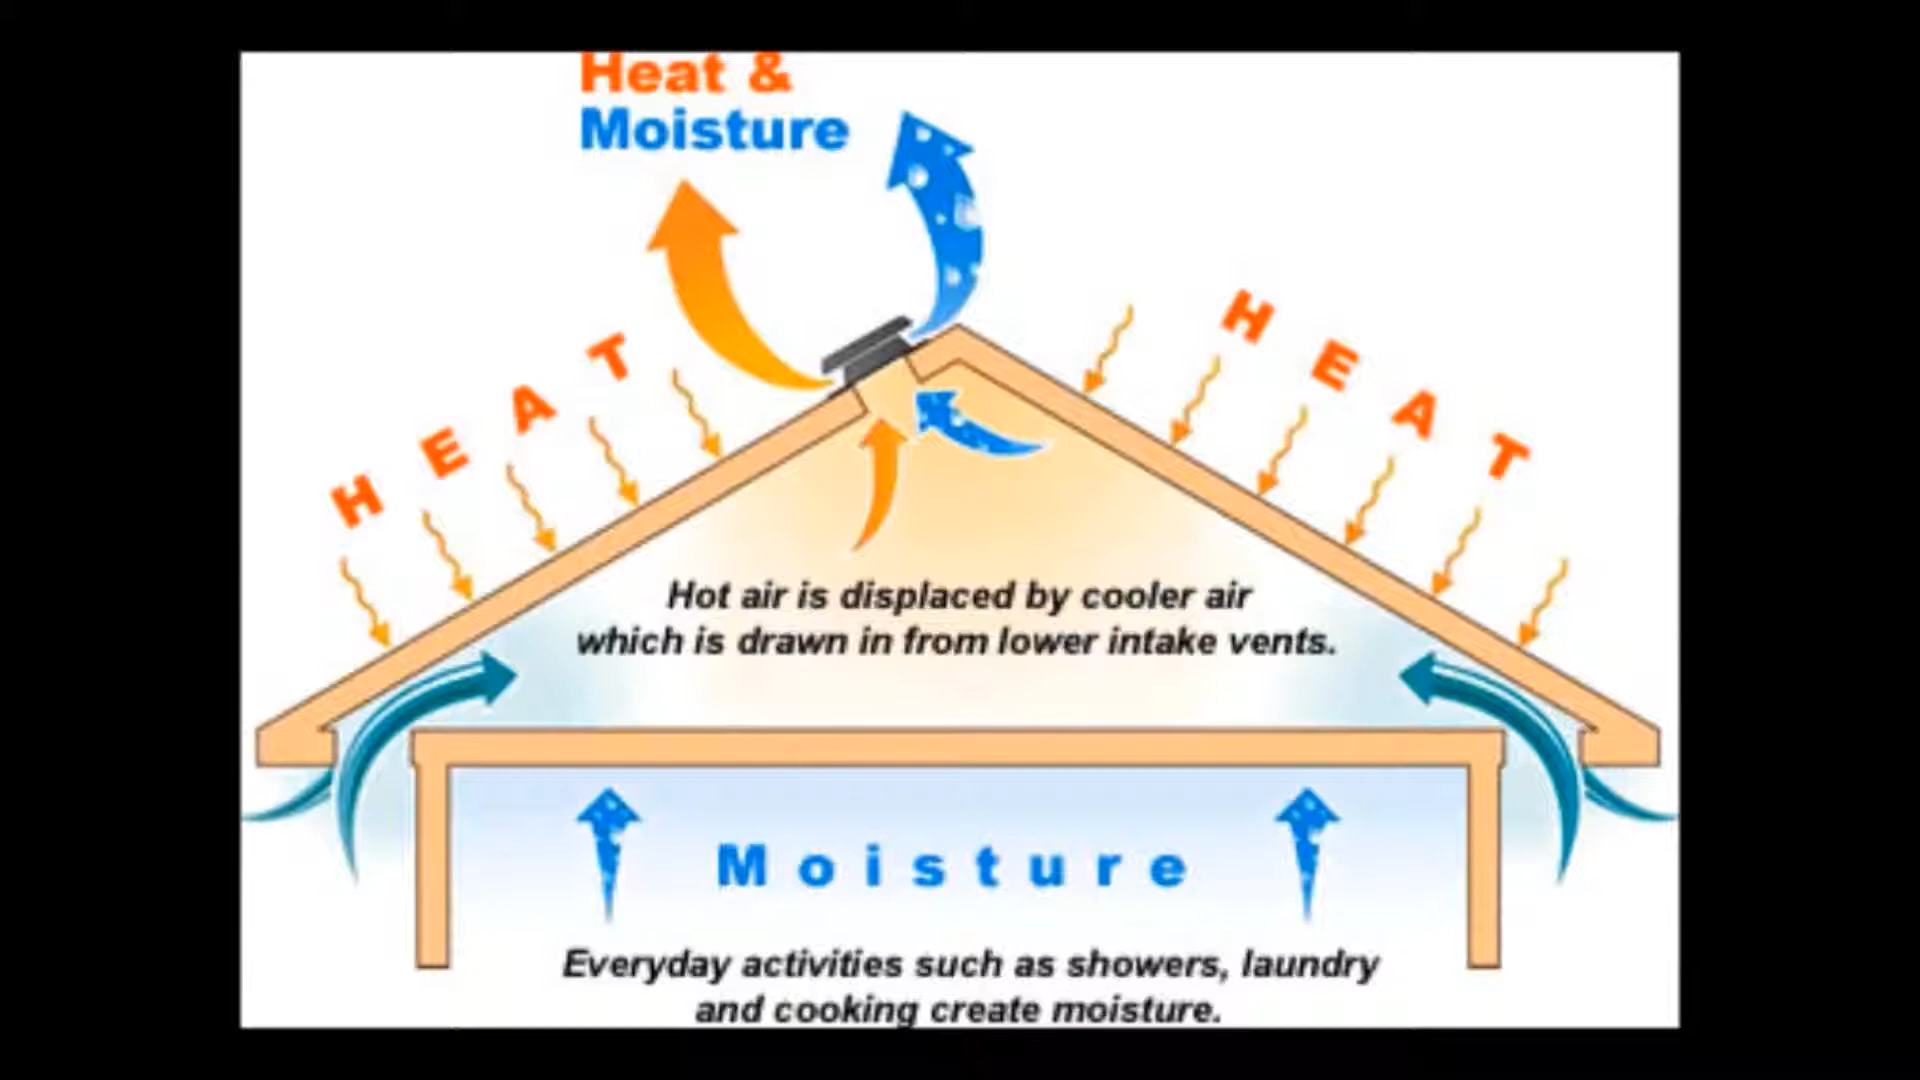 Heat &
Moisture
HEAT
HEAT
Hot air is displaced by cooler air
which is drawn in from lower intake vents.
Moisture
Everyday activities such as showers, laundry
and cooking create moisture.